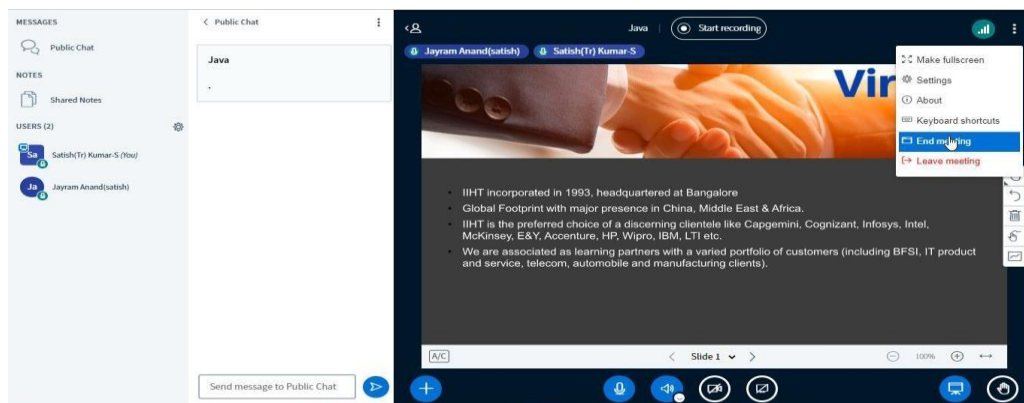 MESSAGES
Public Chat
NOTES
Shared Notes
USERS (2)
Sa
Satish(Tr) Kumar-S (You)
Ja
Jayram Anand(satish)
Public Chat
Java
.
Send message to Public Chat
Java
Start recording
Jayram Anand(satish)
Satish(Tr) Kumar-S
Vir
Make fullscreen
Settings
About
Keyboard shortcuts
End meeting
Leave meeting
• IIHT incorporated in 1993, headquartered at Bangalore
• Global Footprint with major presence in China, Middle East & Africa.
• IIHT is the preferred choice of a discerning clientele like Capgemini, Cognizant, Infosys, Intel,
McKinsey, E&Y, Accenture, HP, Wipro, IBM, LTI etc.
• We are associated as learning partners with a varied portfolio of customers (including BFSI, IT product
and service, telecom, automobile and manufacturing clients).
A/C
Slide 1
100%